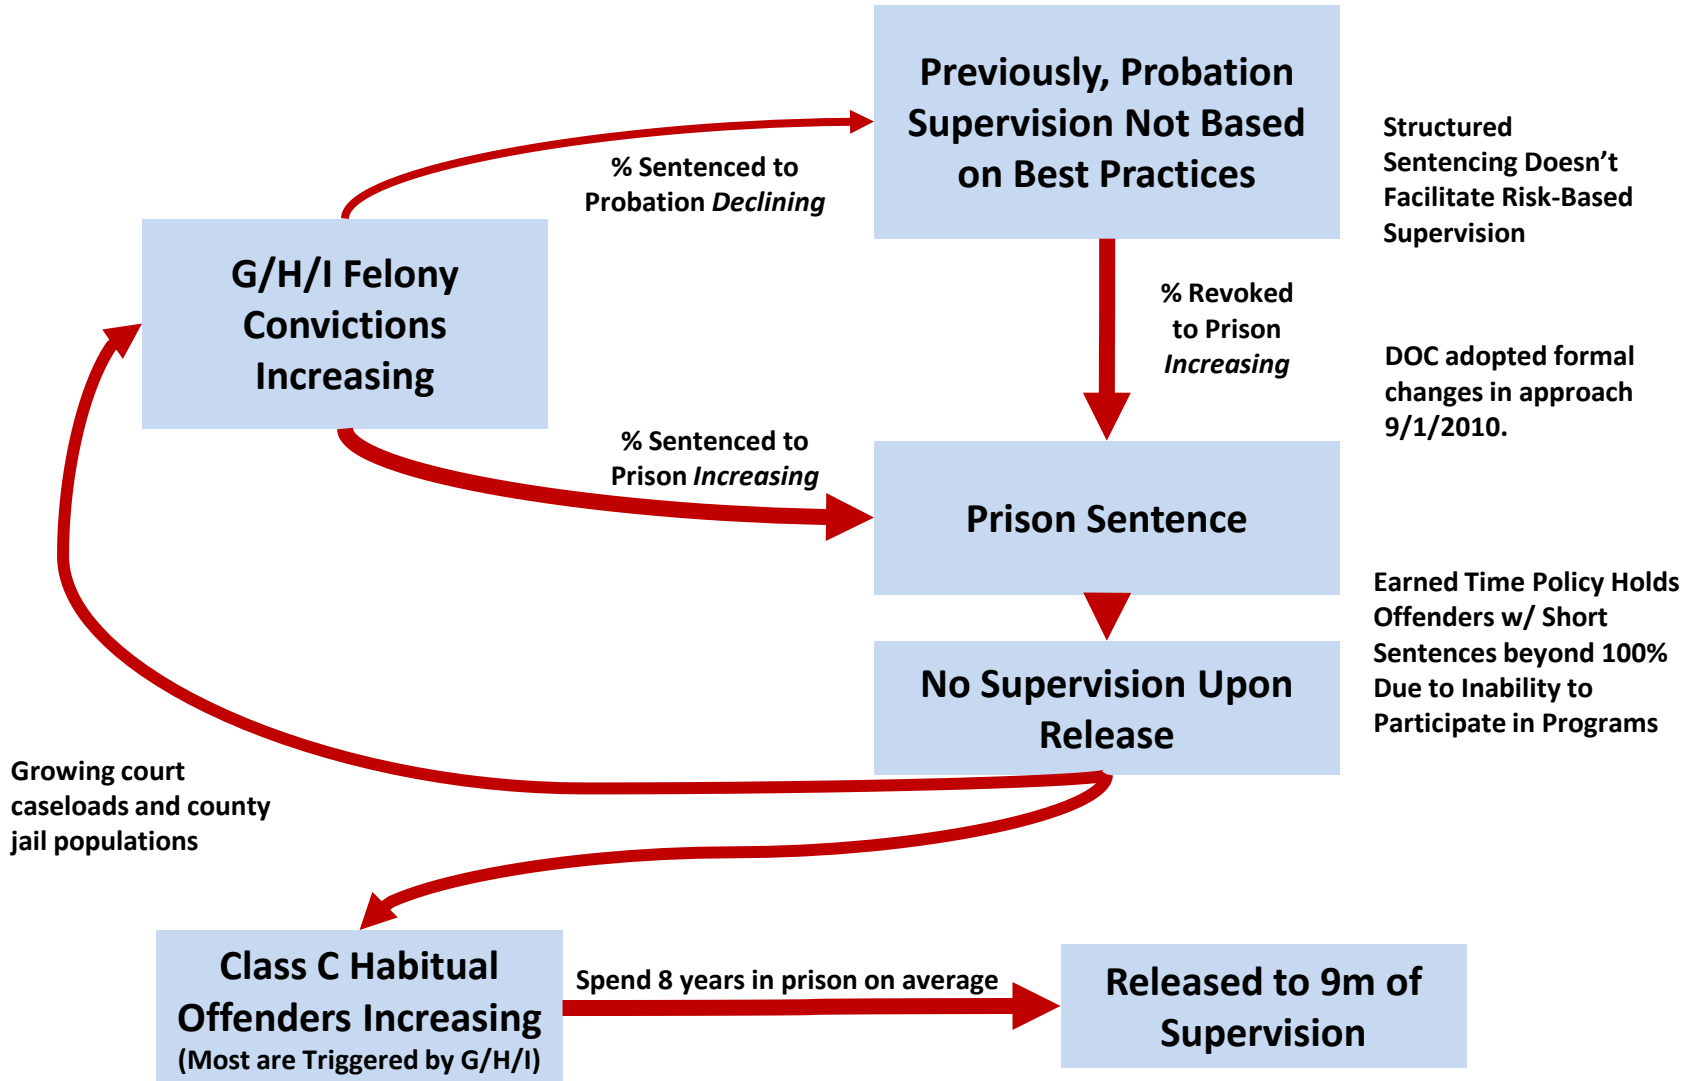 Previously, Probation
Supervision Not Based
on Best Practices
Structured
Sentencing Doesn’t
Facilitate Risk-Based
Supervision
% Sentenced to
Probation Declining
G/H/I Felony
Convictions
Increasing
% Revoked
to Prison
Increasing
DOC adopted formal
changes in approach
9/1/2010.
% Sentenced to
Prison Increasing
Prison Sentence
Earned Time Policy Holds
Offenders w/ Short
Sentences beyond 100%
Due to Inability to
Participate in Programs
No Supervision Upon
Release
Growing court
caseloads and county
jail populations
Class C Habitual
Offenders Increasing
(Most are Triggered by G/H/I)
Spend 8 years in prison on average
Released to 9m of
Supervision